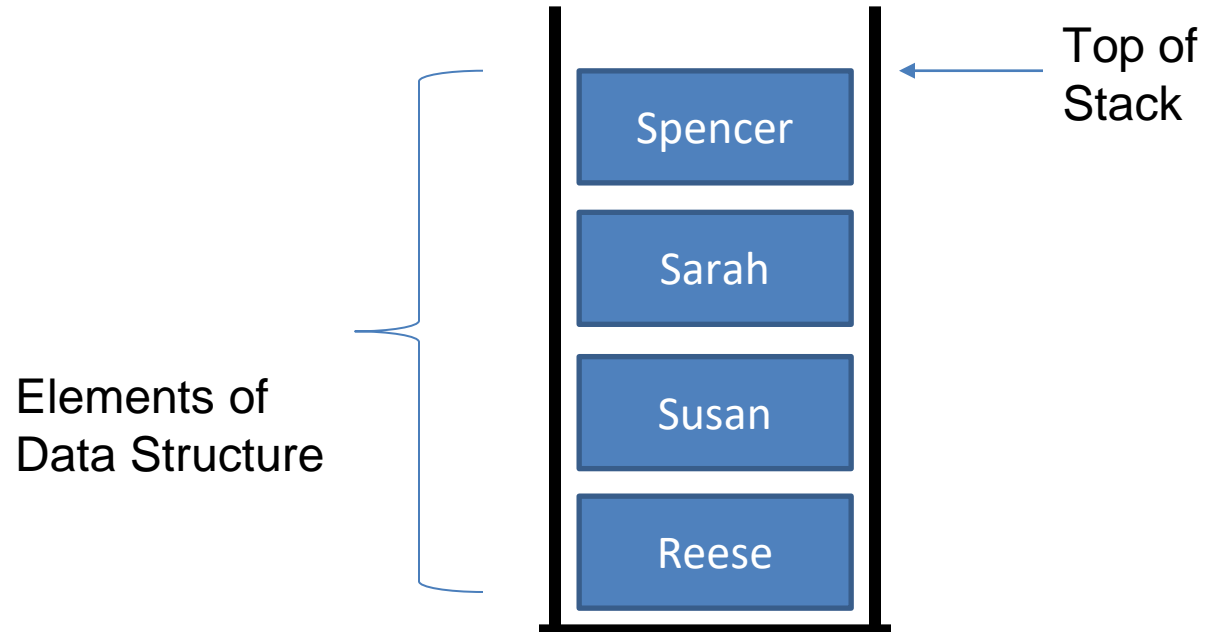 Top of
Stack
Spencer
Sarah
Susan
Reese
Elements of
Data Structure